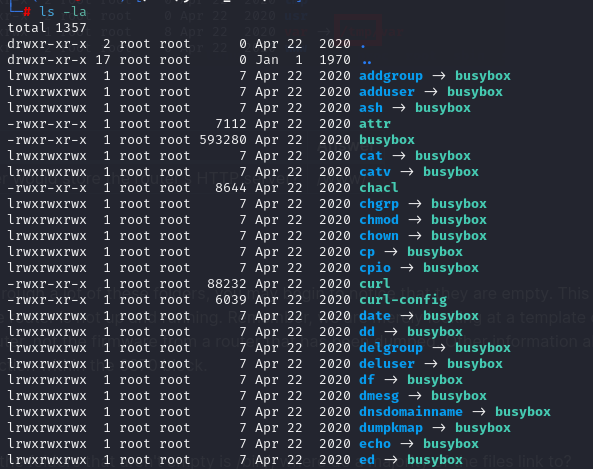 └─# ls -la
total 1357
drwxr-xr-x  2 root root      0 Apr 22  2020 .
drwxr-xr-x 17 root root      0 Jan  1  1970 ..
lrwxrwxrwx  1 root root      7 Apr 22  2020 addgroup → busybox
lrwxrwxrwx  1 root root      7 Apr 22  2020 adduser → busybox
lrwxrwxrwx  1 root root      7 Apr 22  2020 ash → busybox
-rwxr-xr-x  1 root root   7112 Apr 22  2020 attr
-rwxr-xr-x  1 root root 593280 Apr 22  2020 busybox
lrwxrwxrwx  1 root root      7 Apr 22  2020 cat → busybox
lrwxrwxrwx  1 root root      7 Apr 22  2020 catv → busybox
-rwxr-xr-x  1 root root   8644 Apr 22  2020 chacl
lrwxrwxrwx  1 root root      7 Apr 22  2020 chgrp → busybox
lrwxrwxrwx  1 root root      7 Apr 22  2020 chmod → busybox
lrwxrwxrwx  1 root root      7 Apr 22  2020 chown → busybox
lrwxrwxrwx  1 root root      7 Apr 22  2020 cp → busybox
lrwxrwxrwx  1 root root      7 Apr 22  2020 cpio → busybox
-rwxr-xr-x  1 root root  88232 Apr 22  2020 curl
-rwxr-xr-x  1 root root   6039 Apr 22  2020 curl-config
lrwxrwxrwx  1 root root      7 Apr 22  2020 date → busybox
lrwxrwxrwx  1 root root      7 Apr 22  2020 dd → busybox
lrwxrwxrwx  1 root root      7 Apr 22  2020 delgroup → busybox
lrwxrwxrwx  1 root root      7 Apr 22  2020 deluser → busybox
lrwxrwxrwx  1 root root      7 Apr 22  2020 df → busybox
lrwxrwxrwx  1 root root      7 Apr 22  2020 dmesg → busybox
lrwxrwxrwx  1 root root      7 Apr 22  2020 dnsdomainname → busybox
lrwxrwxrwx  1 root root      7 Apr 22  2020 dumpkmap → busybox
lrwxrwxrwx  1 root root      7 Apr 22  2020 echo → busybox
lrwxrwxrwx  1 root root      7 Apr 22  2020 ed → busybox